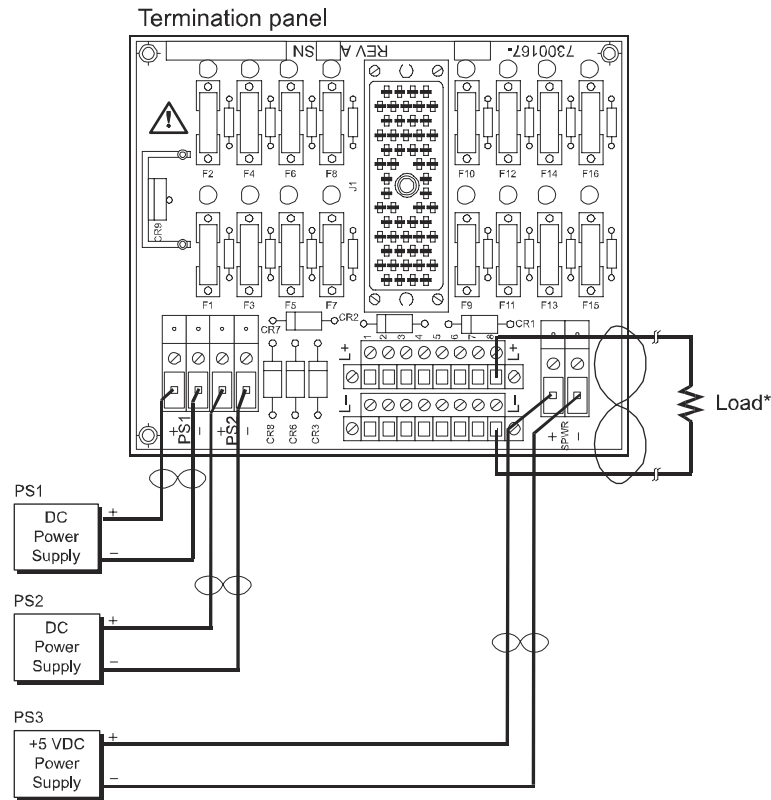 Termination panel
SN
REV A
7300167-
F2
F4
F6
F8
F10
F12
F14
F16
J1
CR9
F1
F3
F5
F7
F9
F11
F13
F15
CR7
CR2
CR1
1 2 3 4 5 6 7 8
L+
L+
L−
L−
+ PS1 −
+ PS2 −
CR8
CR6
CR3
+ SPWR −
Load*
PS1
DC
Power
Supply
+
−
PS2
DC
Power
Supply
+
−
PS3
+5 VDC
Power
Supply
+
−